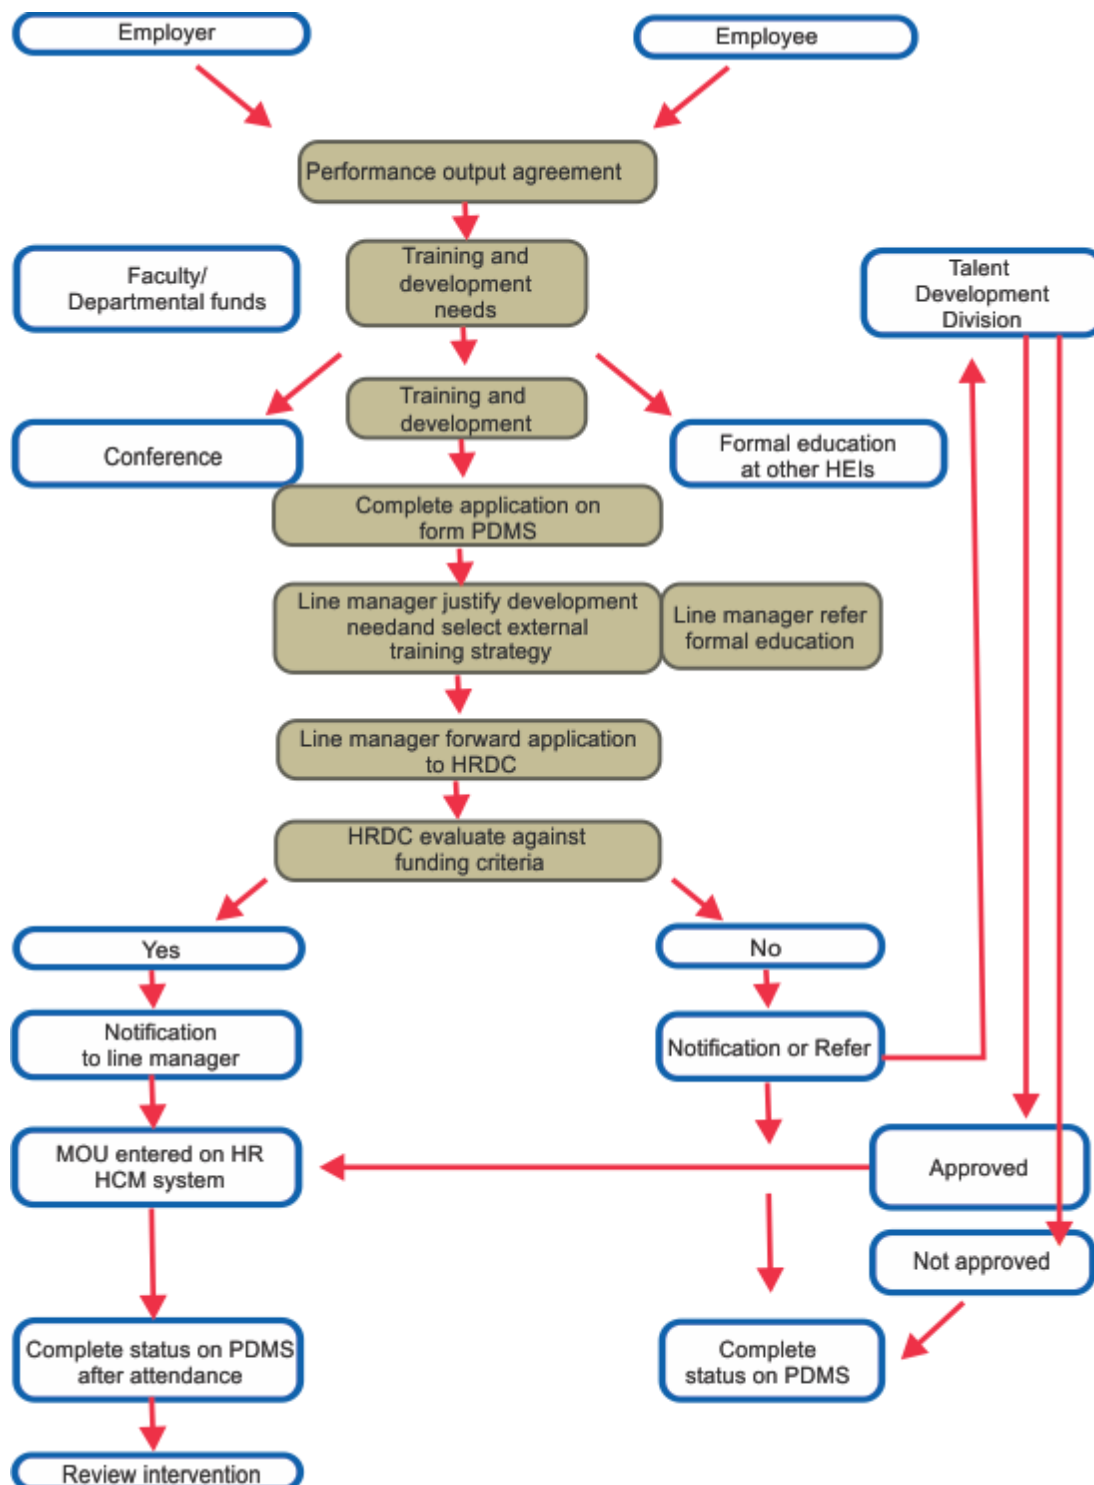 Employer
Employee
Performance output agreement
Faculty/
Departmental funds
Training and
development
needs
Talent
Development
Division
Training and
development
Conference
Formal education
at other HEIs
Complete application on
form PDMS
Line manager justify development
needand select external
training strategy
Line manager refer
formal education
Line manager forward application
to HRDC
HRDC evaluate against
funding criteria
Yes
No
Notification
to line manager
Notification or Refer
MOU entered on HR
HCM system
Approved
Not approved
Complete status on PDMS
after attendance
Complete
status on PDMS
Review intervention